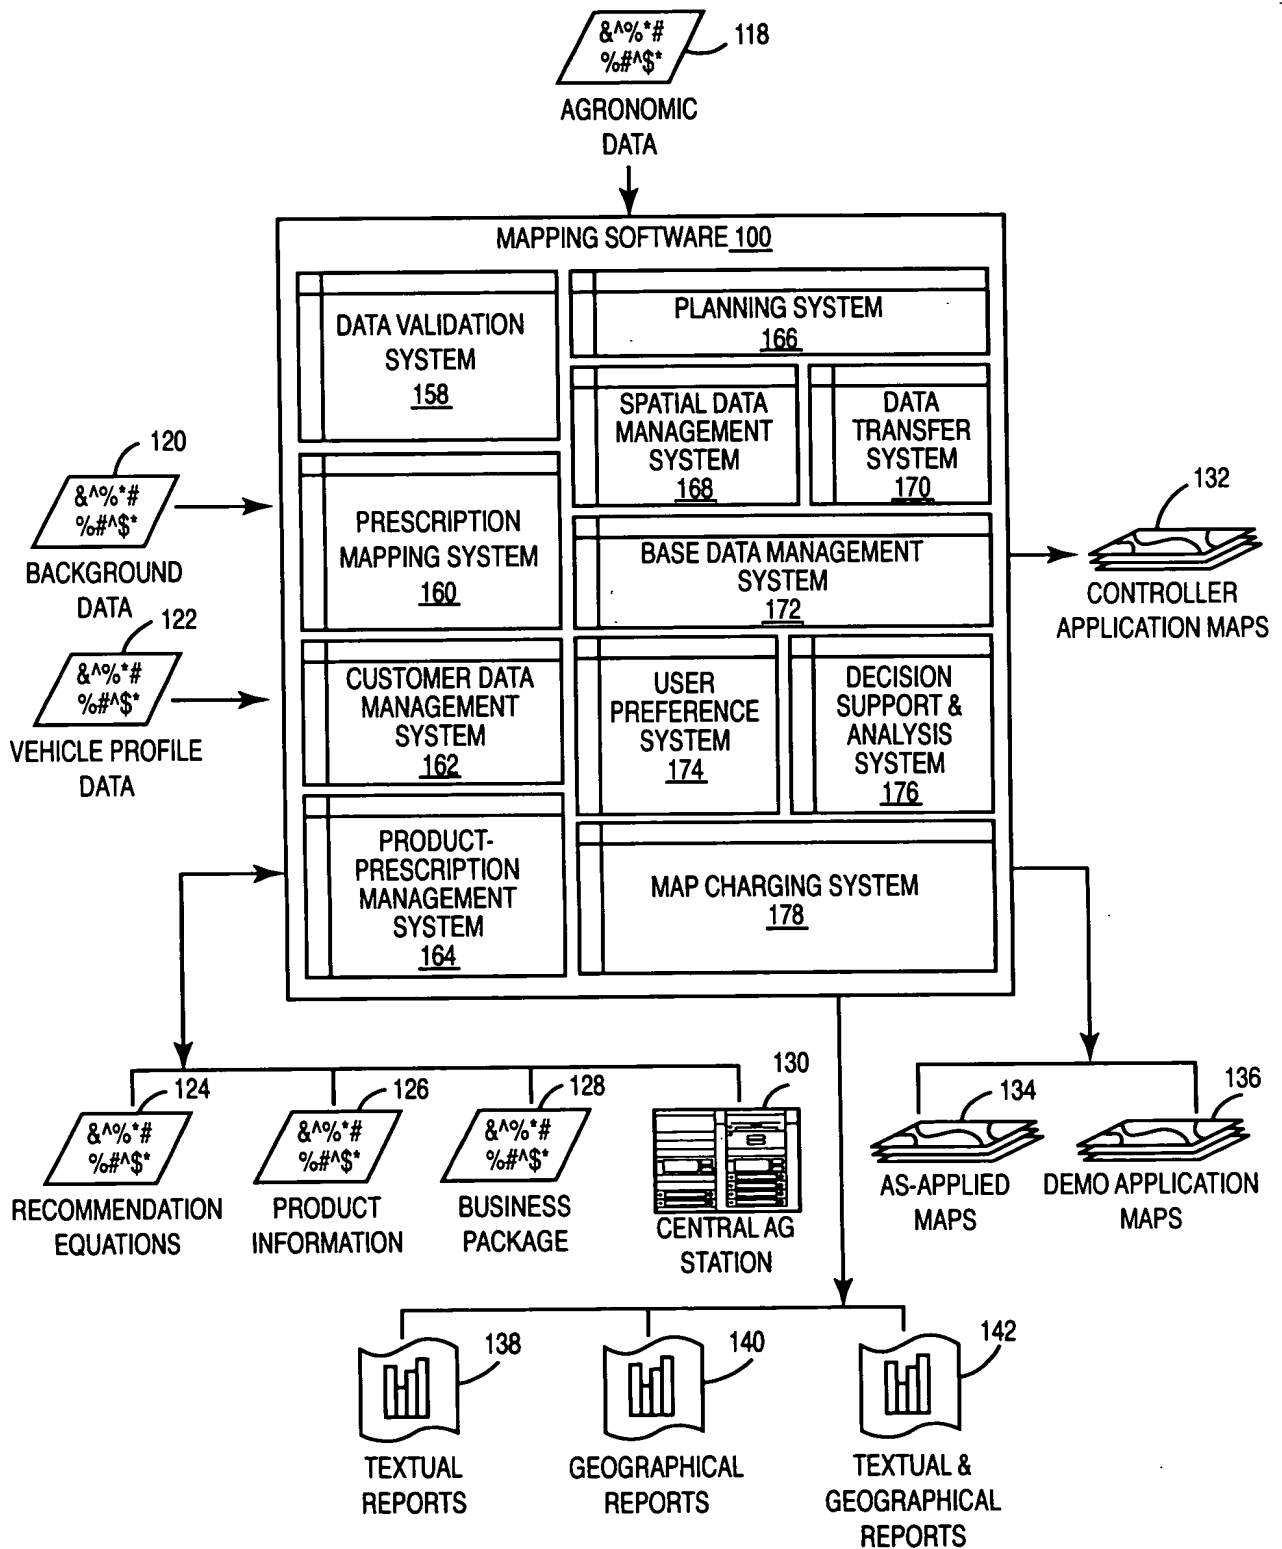 &^%*#
%#^$*
118
AGRONOMIC
DATA
MAPPING SOFTWARE 100
DATA VALIDATION
SYSTEM
158
PLANNING SYSTEM
166
SPATIAL DATA
MANAGEMENT
SYSTEM
168
DATA
TRANSFER
SYSTEM
170
120
&^%*#
%#^$*
BACKGROUND
DATA
PRESCRIPTION
MAPPING SYSTEM
160
BASE DATA MANAGEMENT
SYSTEM
172
132
CONTROLLER
APPLICATION MAPS
122
&^%*#
%#^$*
VEHICLE PROFILE
DATA
CUSTOMER DATA
MANAGEMENT
SYSTEM
162
USER
PREFERENCE
SYSTEM
174
DECISION
SUPPORT &
ANALYSIS
SYSTEM
176
PRODUCT-
PRESCRIPTION
MANAGEMENT
SYSTEM
164
MAP CHARGING SYSTEM
178
124
&^%*#
%#^$*
RECOMMENDATION
EQUATIONS
126
&^%*#
%#^$*
PRODUCT
INFORMATION
128
&^%*#
%#^$*
BUSINESS
PACKAGE
130
CENTRAL AG
STATION
134
AS-APPLIED
MAPS
136
DEMO APPLICATION
MAPS
138
TEXTUAL
REPORTS
140
GEOGRAPHICAL
REPORTS
142
TEXTUAL &
GEOGRAPHICAL
REPORTS